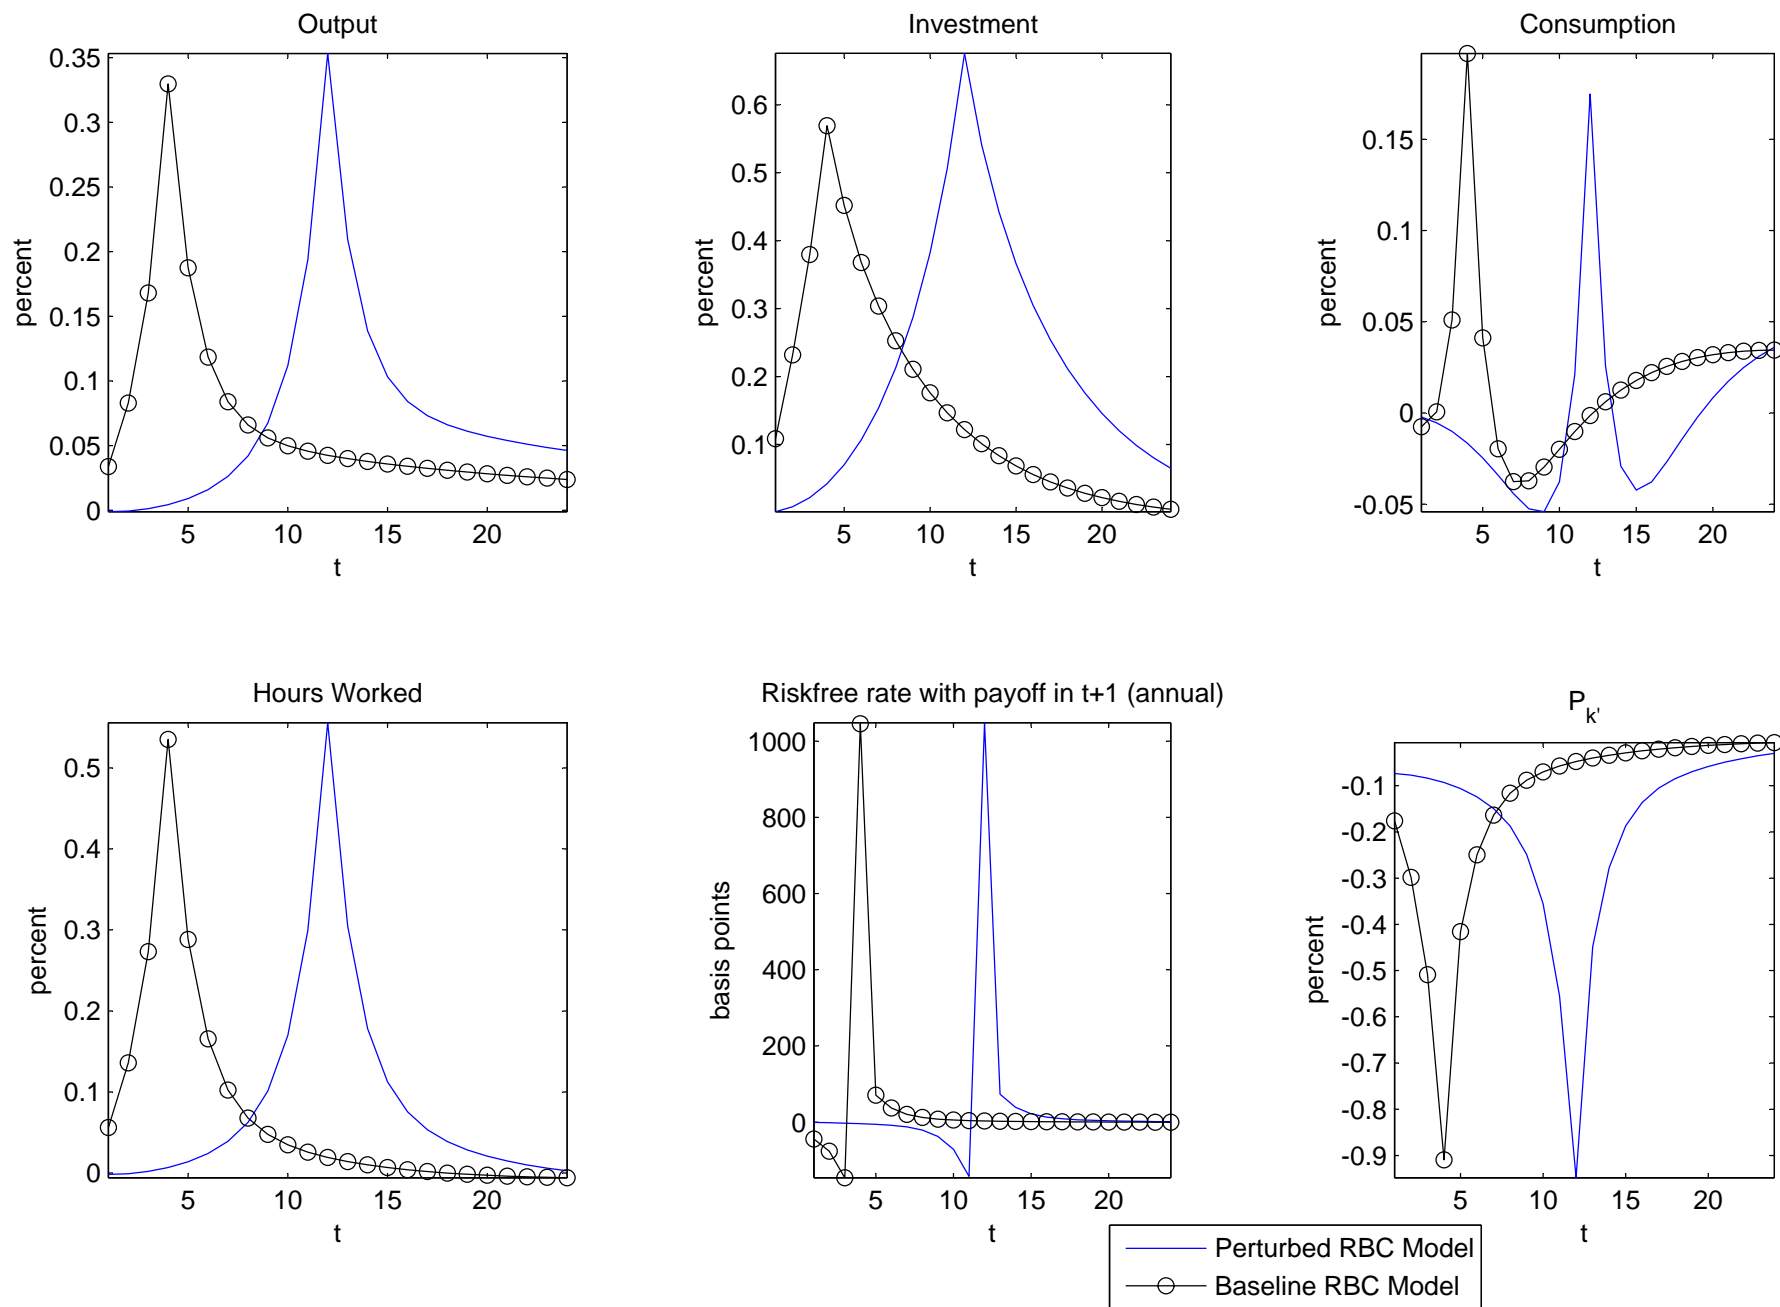 Output
percent
0.35
0.3
0.25
0.2
0.15
0.1
0.05
0
5 10 15 20
t
Investment
percent
0.6
0.5
0.4
0.3
0.2
0.1
5 10 15 20
t
Consumption
percent
0.15
0.1
0.05
0
-0.05
5 10 15 20
t
Hours Worked
percent
0.5
0.4
0.3
0.2
0.1
0
5 10 15 20
t
Riskfree rate with payoff in t+1 (annual)
basis points
1000
800
600
400
200
0
5 10 15 20
t
P_{k'}
percent
-0.1
-0.2
-0.3
-0.4
-0.5
-0.6
-0.7
-0.8
-0.9
5 10 15 20
t
Perturbed RBC Model
Baseline RBC Model